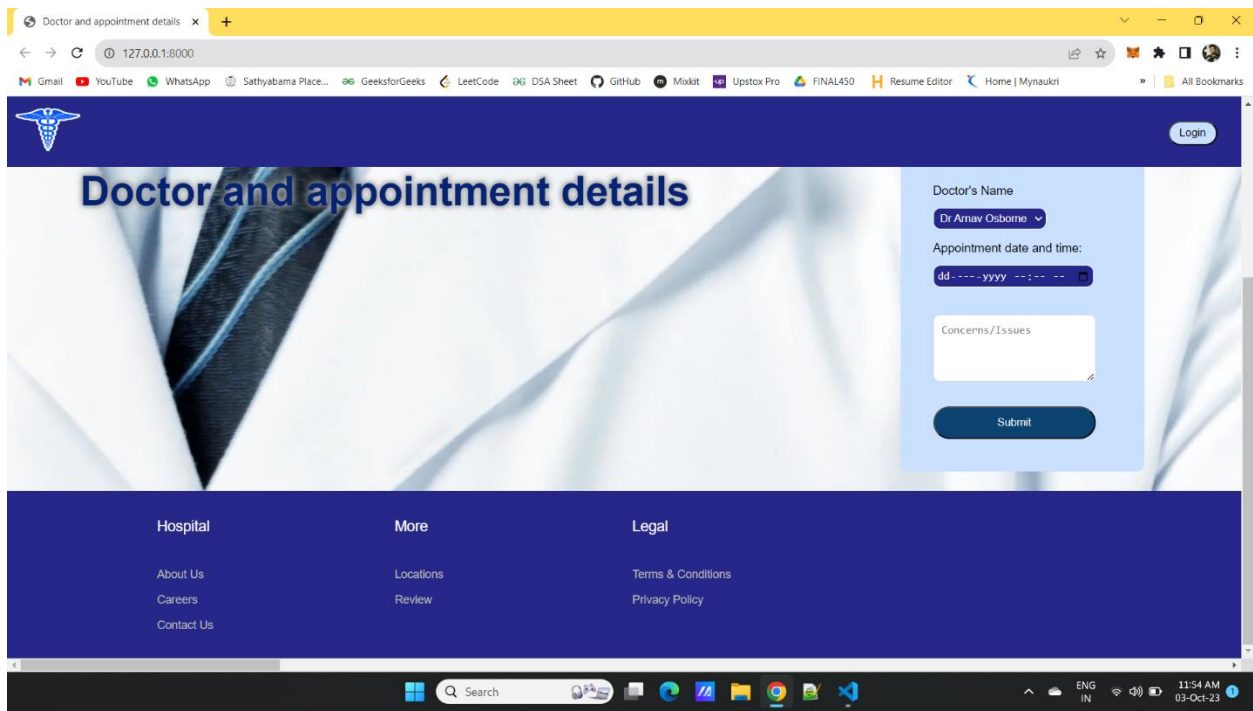 Doctor and appointment details
127.0.0.1:8000
Gmail YouTube WhatsApp Sathyabama Place... GeeksforGeeks LeetCode DSA Sheet GitHub Mixkit Upstox Pro FINAL450 Resume Editor Home | Mynaukri » All Bookmarks
Login
Doctor and appointment details
Doctor's Name
Dr Arnav Osborne
Appointment date and time:
dd-----yyyy --:-- --
Concerns/Issues
Submit
Hospital More Legal
About Us Locations Terms & Conditions
Careers Review Privacy Policy
Contact Us
Search ENG 11:54 AM
IN 03-Oct-23 1